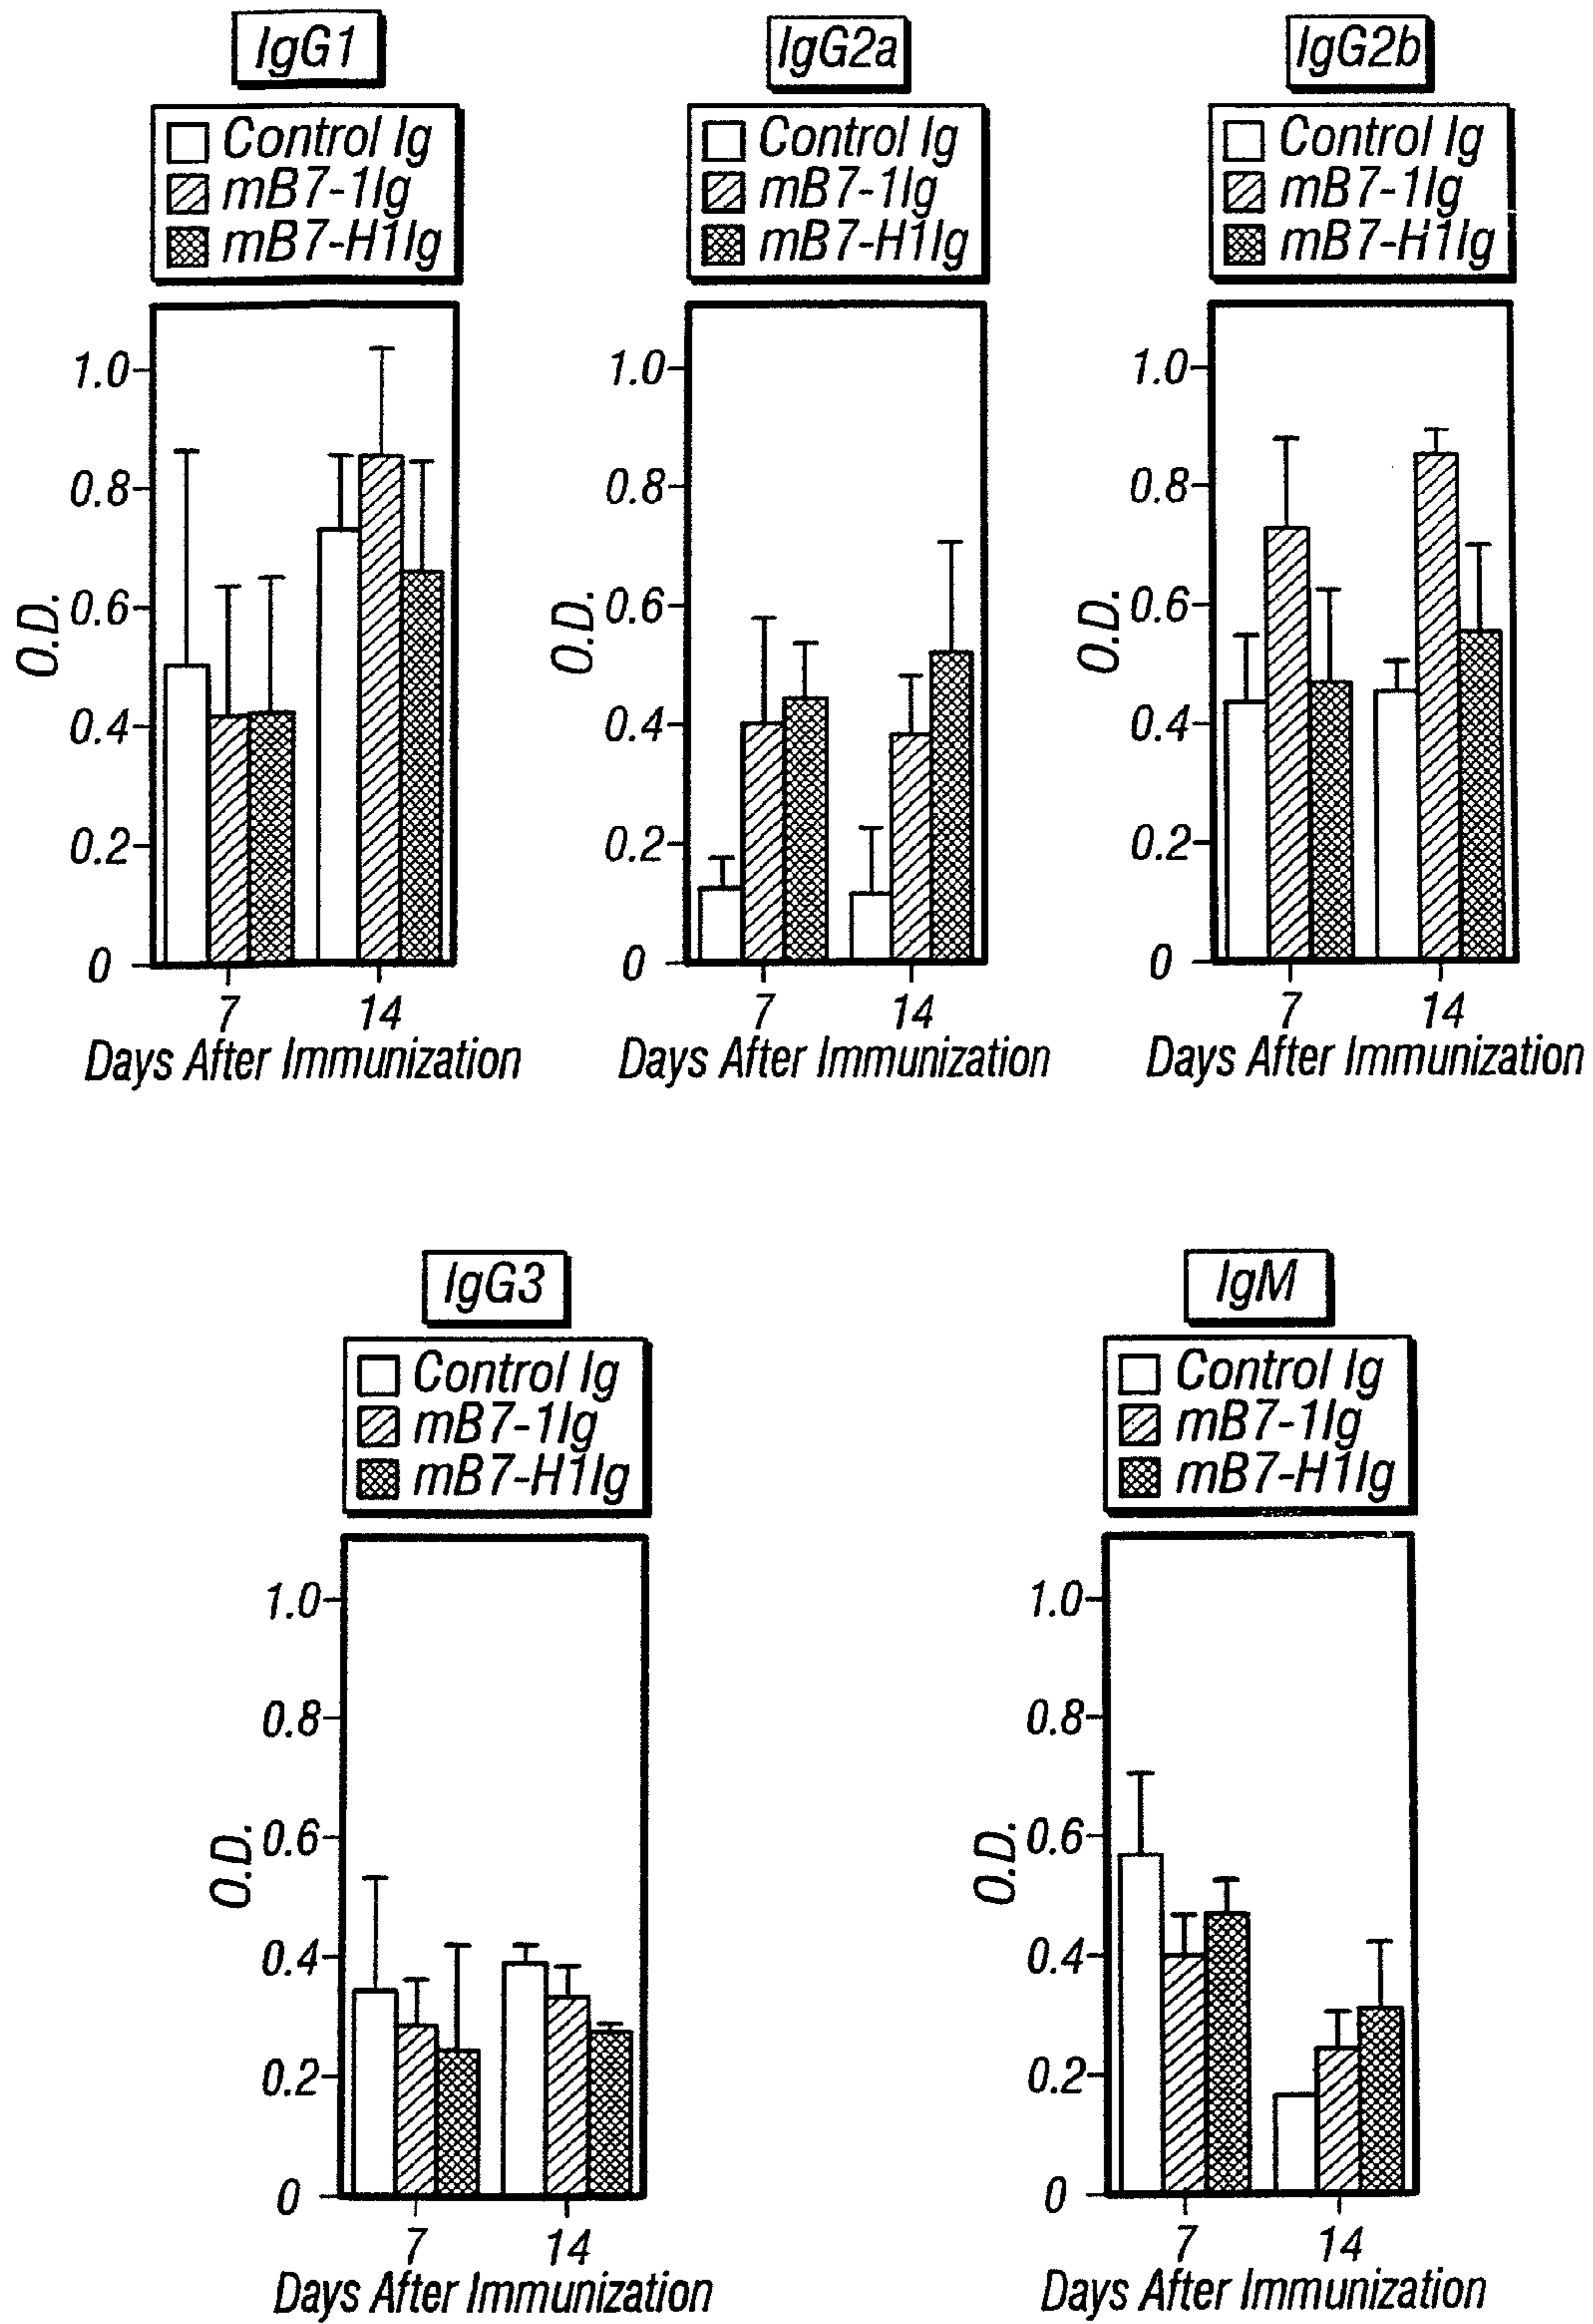 IgG1
Control Ig
mB7-1Ig
mB7-H1Ig
1.0
0.8
0.6
0.4
0.2
0
O.D.
7
14
Days After Immunization
IgG2a
Control Ig
mB7-1Ig
mB7-H1Ig
1.0
0.8
0.6
0.4
0.2
0
O.D.
7
14
Days After Immunization
IgG2b
Control Ig
mB7-1Ig
mB7-H1Ig
1.0
0.8
0.6
0.4
0.2
0
O.D.
7
14
Days After Immunization
IgG3
Control Ig
mB7-1Ig
mB7-H1Ig
1.0
0.8
0.6
0.4
0.2
0
O.D.
7
14
Days After Immunization
IgM
Control Ig
mB7-1Ig
mB7-H1Ig
1.0
0.8
0.6
0.4
0.2
0
O.D.
7
14
Days After Immunization